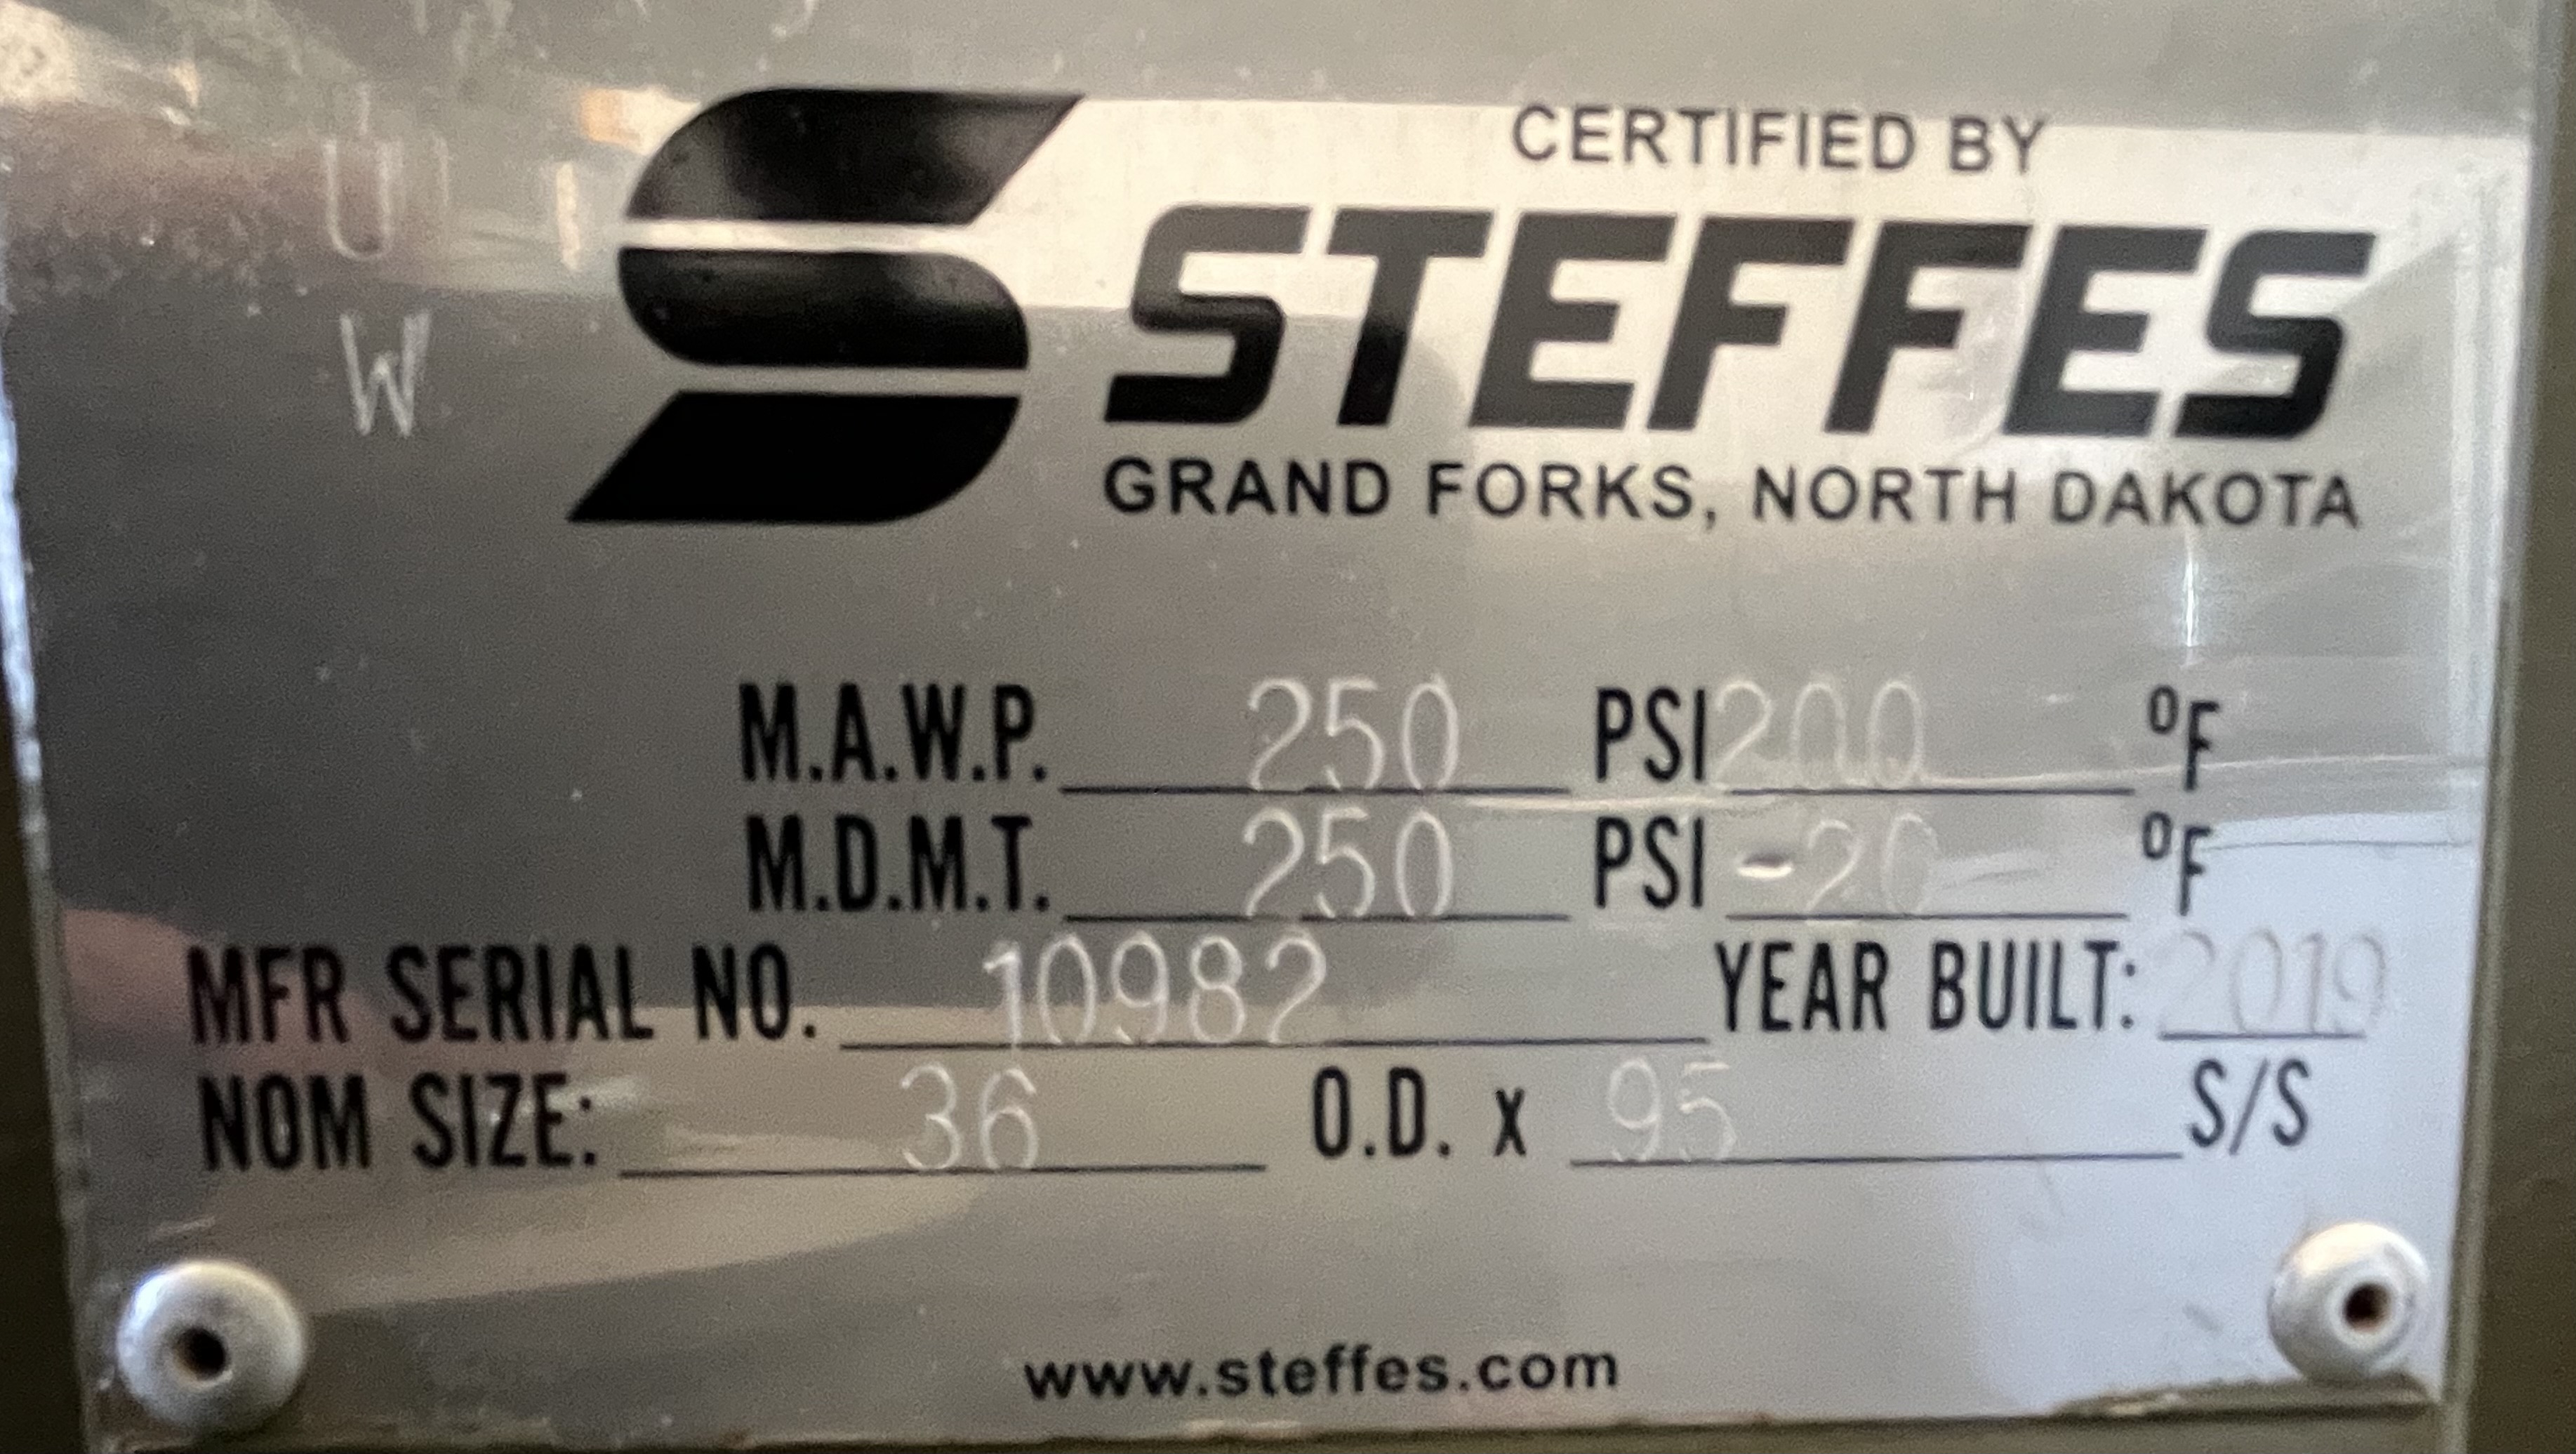 CERTIFIED BY
U
STEFFES
W
GRAND FORKS, NORTH DAKOTA
M.A.W.P. 250 PSI 200 °F
M.D.M.T. 250 PSI -20 °F
MFR SERIAL NO. 10982 YEAR BUILT: 2019
NOM SIZE: 36 O.D. x 95 S/S
www.steffes.com